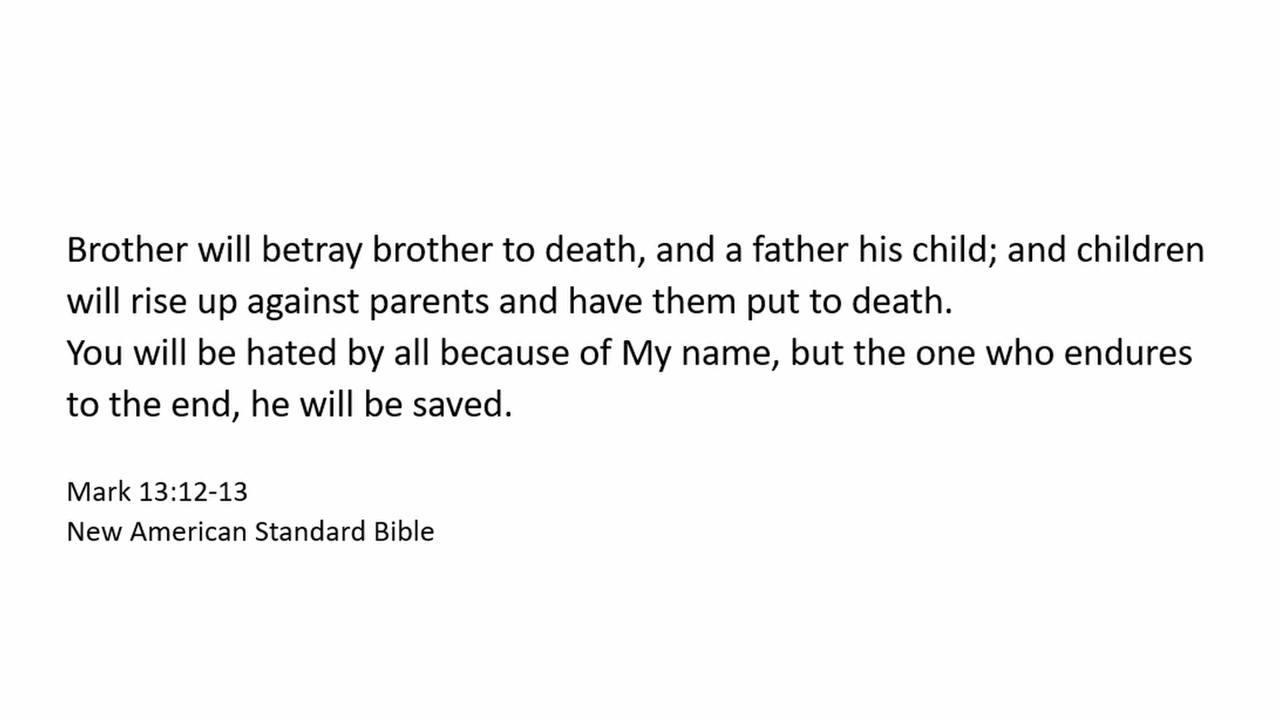 Brother will betray brother to death, and a father his child; and children
will rise up against parents and have them put to death.
You will be hated by all because of My name, but the one who endures
to the end, he will be saved.
Mark 13:12-13
New American Standard Bible